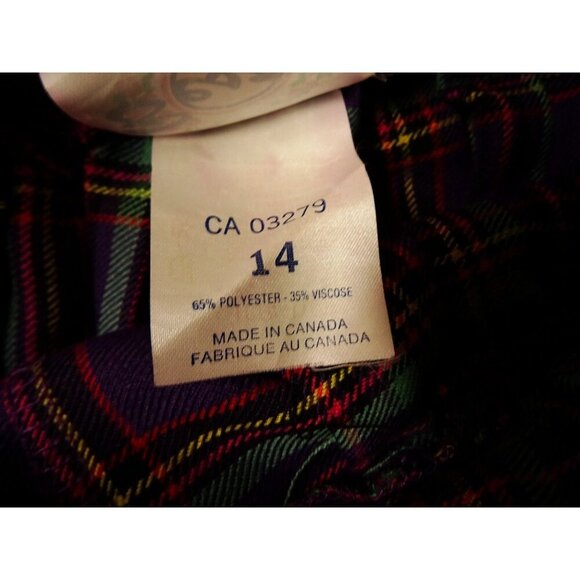 CA 03279
14
65% POLYESTER - 35% VISCOSE
MADE IN CANADA
FABRIQUE AU CANADA